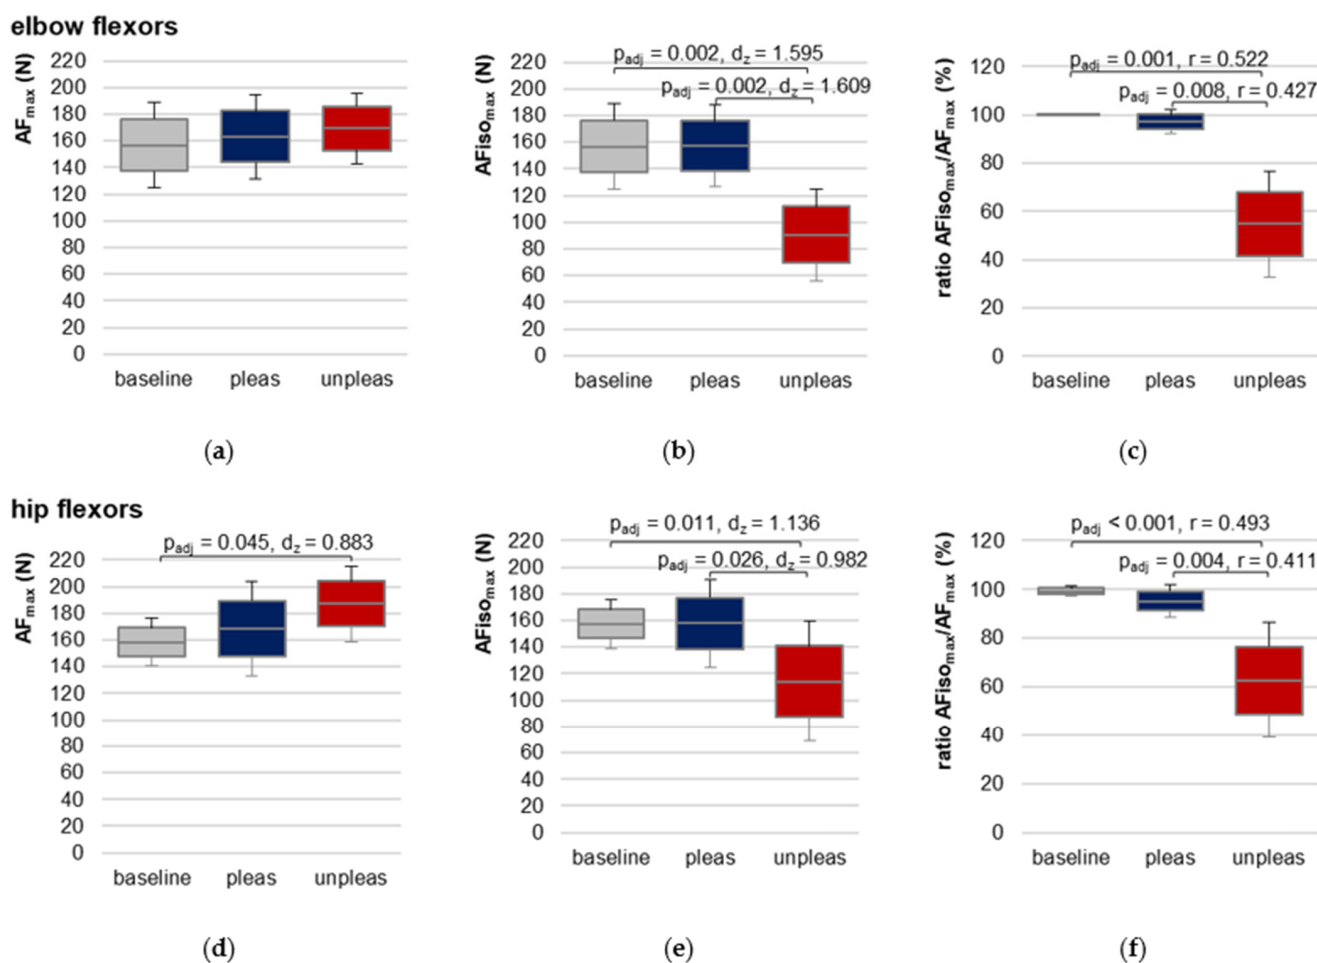 elbow flexors
AFmax (N)
220
200
180
160
140
120
100
80
60
40
20
0
baseline pleas unpleas
(a)
AFisomax (N)
padj = 0.002, dz = 1.595
padj = 0.002, dz = 1.609
220
200
180
160
140
120
100
80
60
40
20
0
baseline pleas unpleas
(b)
ratio AFisomax/AFmax (%)
padj = 0.001, r = 0.522
padj = 0.008, r = 0.427
120
100
80
60
40
20
0
baseline pleas unpleas
(c)
hip flexors
AFmax (N)
padj = 0.045, dz = 0.883
220
200
180
160
140
120
100
80
60
40
20
0
baseline pleas unpleas
(d)
AFisomax (N)
padj = 0.011, dz = 1.136
padj = 0.026, dz = 0.982
220
200
180
160
140
120
100
80
60
40
20
0
baseline pleas unpleas
(e)
ratio AFisomax/AFmax (%)
padj < 0.001, r = 0.493
padj = 0.004, r = 0.411
120
100
80
60
40
20
0
baseline pleas unpleas
(f)